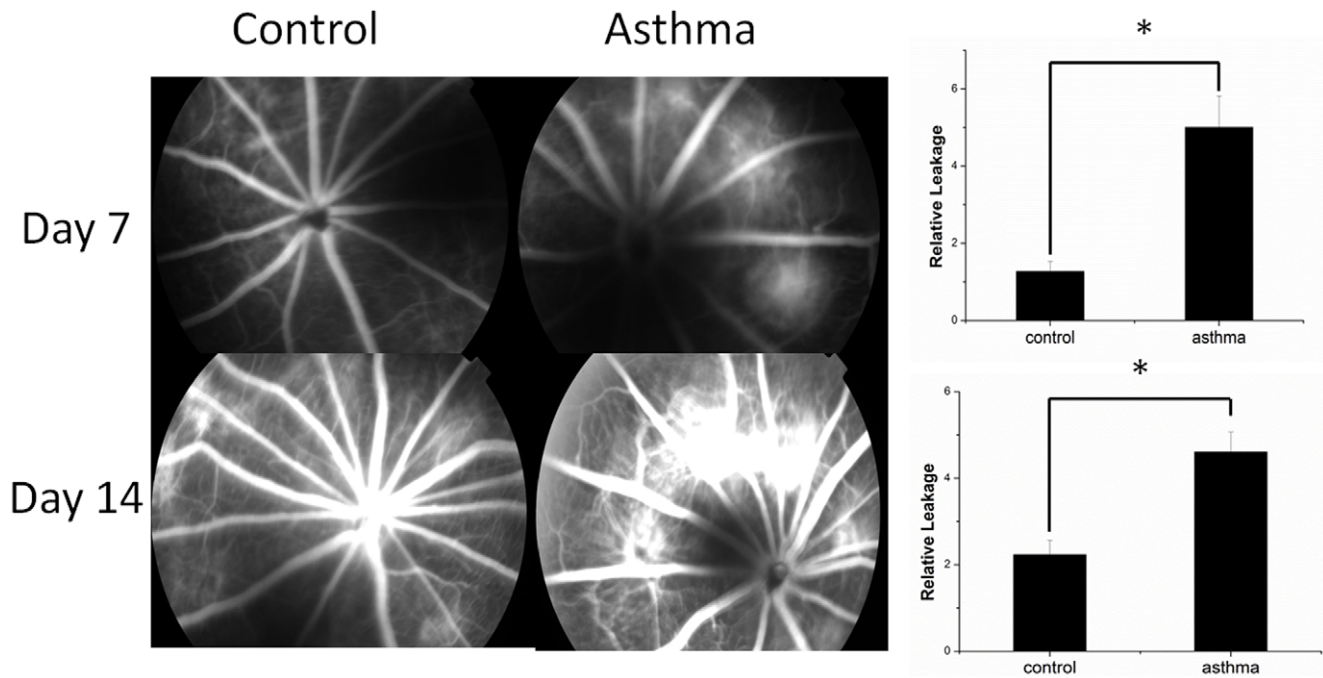 Control
Asthma
Day 7
Day 14
*
Relative Leakage
6
4
2
0
control
asthma
*
Relative Leakage
6
4
2
0
control
asthma